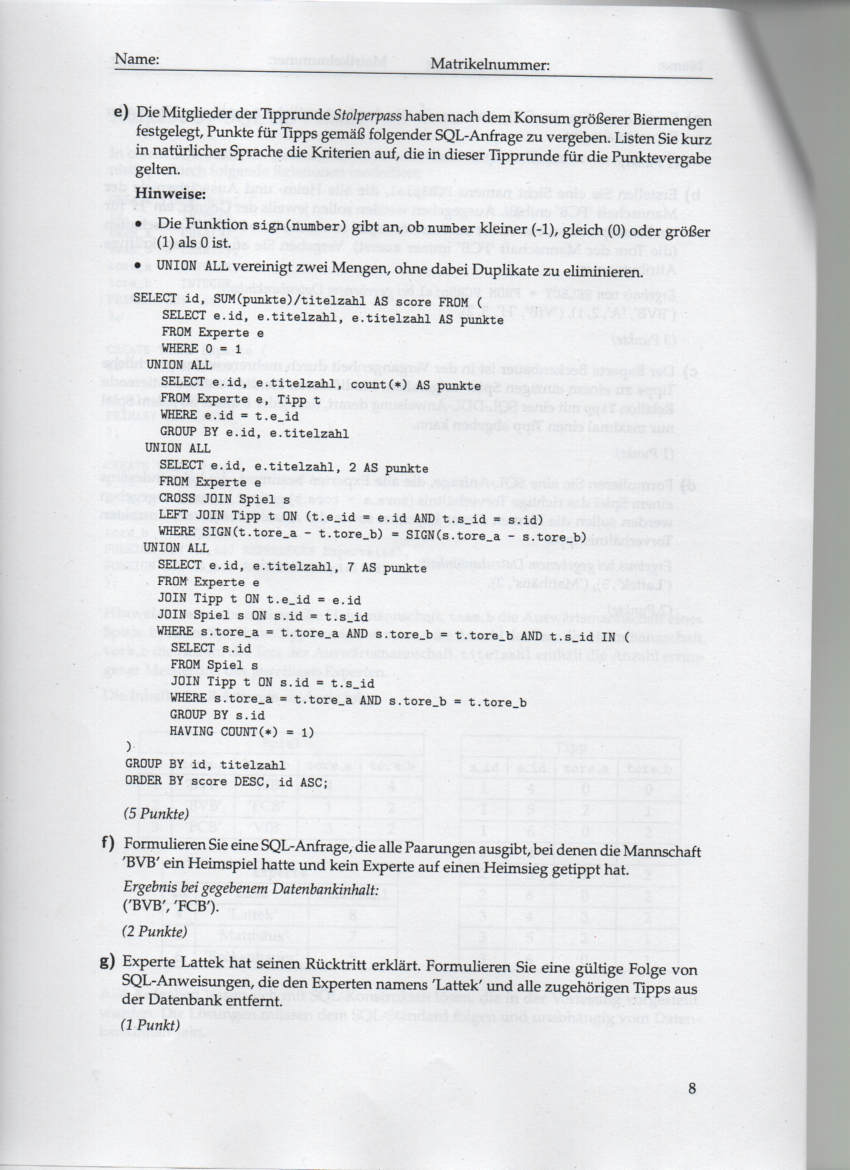 Name: Matrikelnummer:
e) Die Mitglieder der Tipprunde Stolperpass haben nach dem Konsum größerer Biermengen
festgelegt, Punkte für Tipps gemäß folgender SQL-Anfrage zu vergeben. Listen Sie kurz
in natürlicher Sprache die Kriterien auf, die in dieser Tipprunde für die Punktevergabe
gelten.
Hinweise:
• Die Funktion sign(number) gibt an, ob number kleiner (-1), gleich (0) oder größer
(1) als 0 ist.
• UNION ALL vereinigt zwei Mengen, ohne dabei Duplikate zu eliminieren.
SELECT id, SUM(punkte)/titelzahl AS score FROM (
SELECT e.id, e.titelzahl, e.titelzahl AS punkte
FROM Experte e
WHERE 0 = 1
UNION ALL
SELECT e.id, e.titelzahl, count(*) AS punkte
FROM Experte e, Tipp t
WHERE e.id = t.e_id
GROUP BY e.id, e.titelzahl
UNION ALL
SELECT e.id, e.titelzahl, 2 AS punkte
FROM Experte e
CROSS JOIN Spiel s
LEFT JOIN Tipp t ON (t.e_id = e.id AND t.s_id = s.id)
WHERE SIGN(t.tore_a - t.tore_b) = SIGN(s.tore_a - s.tore_b)
UNION ALL
SELECT e.id, e.titelzahl, 7 AS punkte
FROM Experte e
JOIN Tipp t ON t.e_id = e.id
JOIN Spiel s ON s.id = t.s_id
WHERE s.tore_a = t.tore_a AND s.tore_b = t.tore_b AND t.s_id IN (
SELECT s.id
FROM Spiel s
JOIN Tipp t ON s.id = t.s_id
WHERE s.tore_a = t.tore_a AND s.tore_b = t.tore_b
GROUP BY s.id
HAVING COUNT(*) = 1)
)
GROUP BY id, titelzahl
ORDER BY score DESC, id ASC;
(5 Punkte)
f) Formulieren Sie eine SQL-Anfrage, die alle Paarungen ausgibt, bei denen die Mannschaft
'BVB' ein Heimspiel hatte und kein Experte auf einen Heimsieg getippt hat.
Ergebnis bei gegebenem Datenbankinhalt:
('BVB', 'FCB').
(2 Punkte)
g) Experte Lattek hat seinen Rücktritt erklärt. Formulieren Sie eine gültige Folge von
SQL-Anweisungen, die den Experten namens 'Lattek' und alle zugehörigen Tipps aus
der Datenbank entfernt.
(1 Punkt)
8